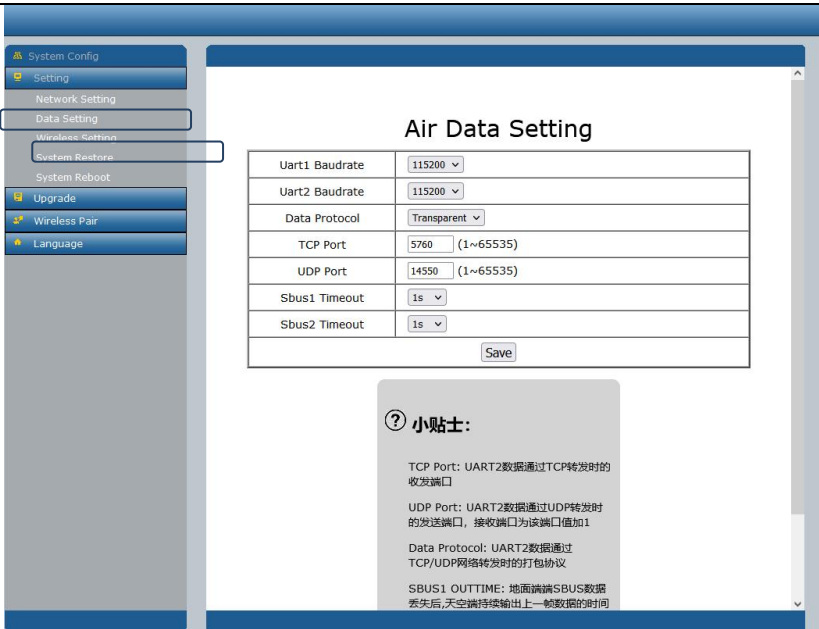 System Config
Setting
Network Setting
Data Setting
Wireless Setting
System Restore
System Reboot
Upgrade
Wireless Pair
Language
Air Data Setting
Uart1 Baudrate 115200
Uart2 Baudrate 115200
Data Protocol Transparent
TCP Port 5760 (1~65535)
UDP Port 14550 (1~65535)
Sbus1 Timeout 1s
Sbus2 Timeout 1s
Save
? 小贴士:
TCP Port: UART2数据通过TCP转发时的
收发端口
UDP Port: UART2数据通过UDP转发时
的发送端口，接收端口为该端口值加1
Data Protocol: UART2数据通过
TCP/UDP网络转发时的打包协议
SBUS1 OUTTIME: 地面端端SBUS数据
丢失后,天空端持续输出上一帧数据的时间